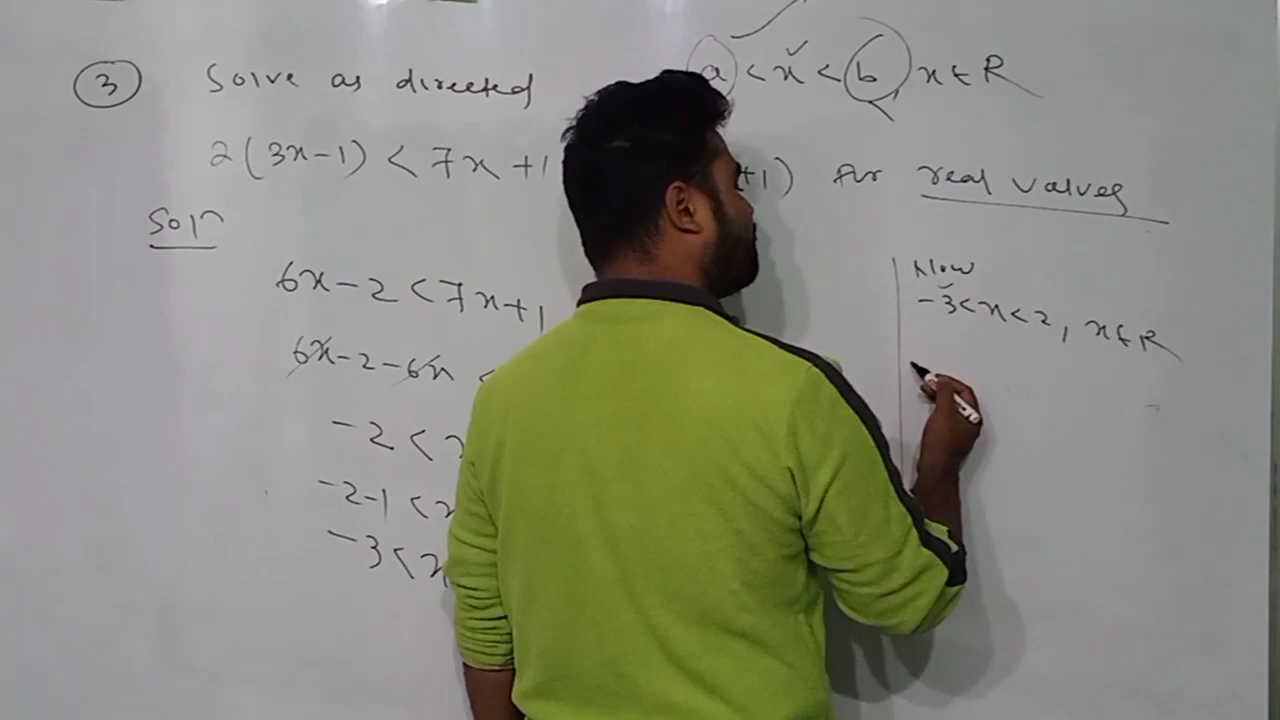 3 Solve as directed a < x < b x ∈ R
2(3x-1) < 7x+1 +1) for real values
Solⁿ
6x-2 < 7x+1
6x-2-6x <
-2 < x
-2-1 < x
-3 < x
Now
-3 < x < 2, x ∈ R